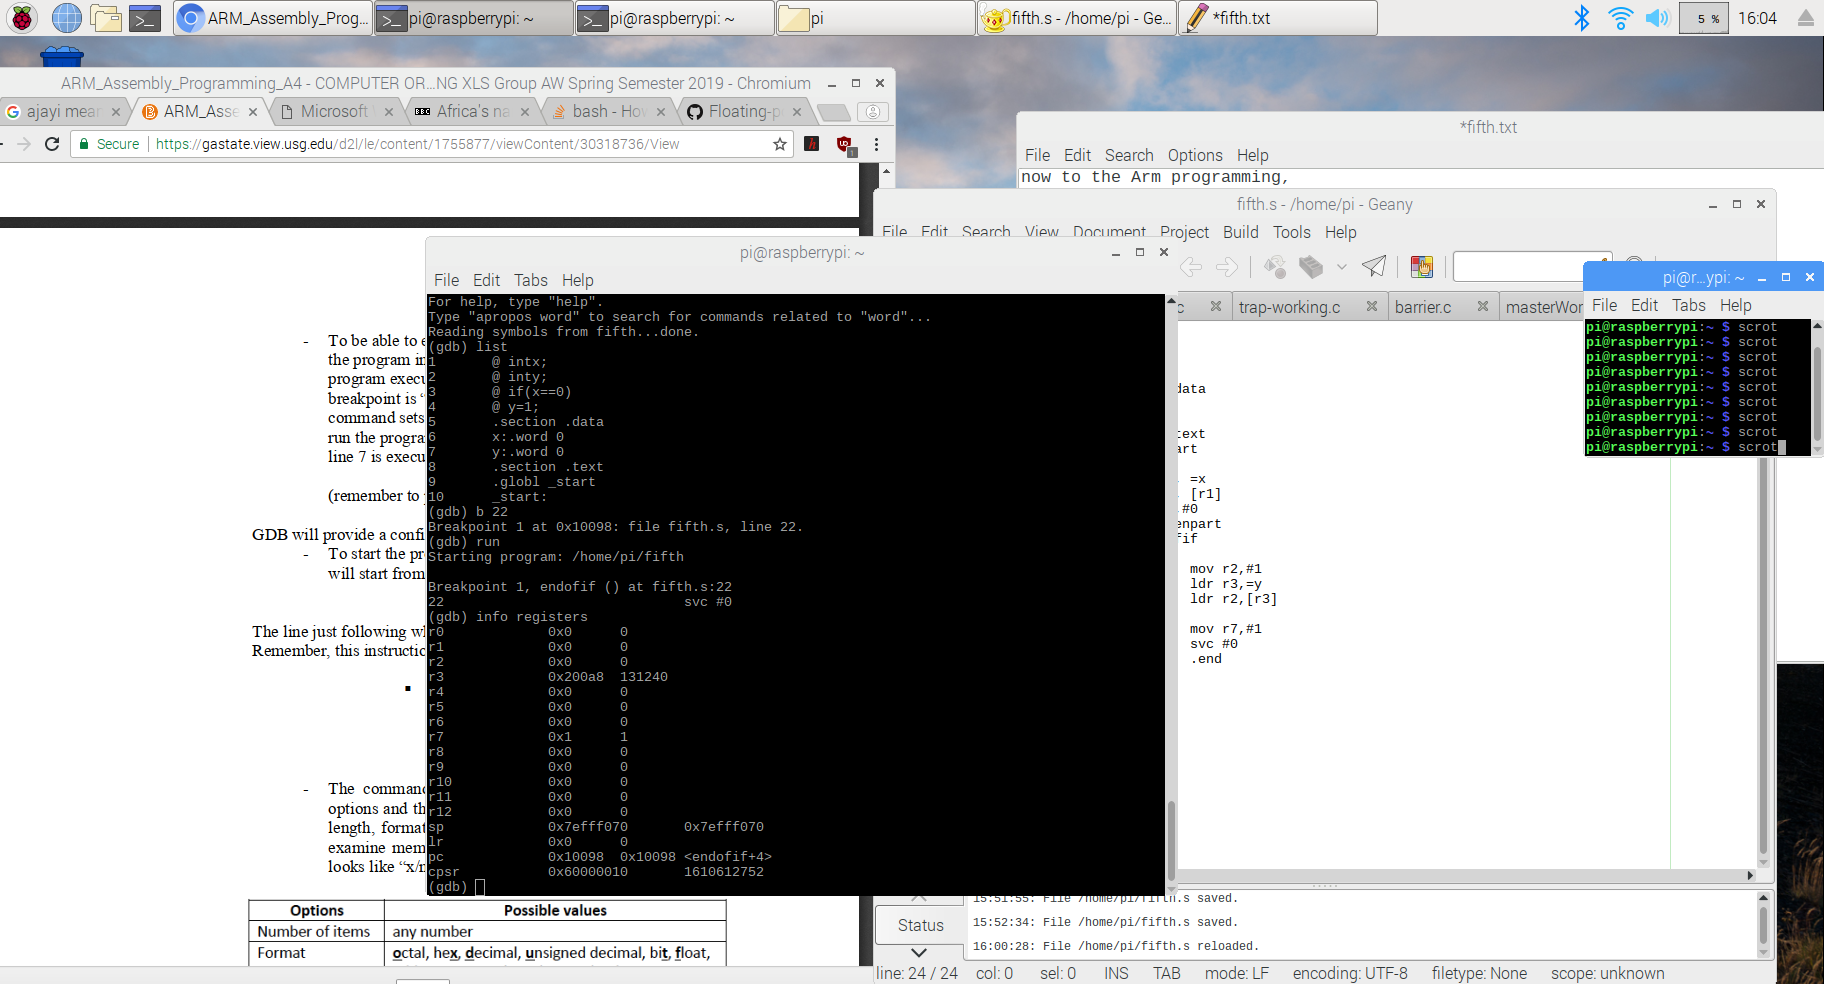 ARM_Assembly_Prog...
pi@raspberrypi: ~
pi@raspberrypi: ~
pi
fifth.s - /home/pi - Ge...
*fifth.txt
5 %
16:04
ARM_Assembly_Programming_A4 - COMPUTER OR...NG XLS Group AW Spring Semester 2019 - Chromium
ajayi mear
ARM_Asse
Microsoft
BBC
Africa's na
bash - Hov
Floating-p
Secure
https://gastate.view.usg.edu/d2l/le/content/1755877/viewContent/30318736/View
- To be able to
the program in
program execu
breakpoint is
command sets
run the progra
line 7 is execu
(remember to
GDB will provide a confi
- To start the pr
will start from
The line just following w
Remember, this instructic
- The command
options and th
length, format
examine mem
looks like "x/
Options
Possible values
Number of items
any number
Format
octal, hex, decimal, unsigned decimal, bit, float,
*fifth.txt
File Edit Search Options Help
now to the Arm programming,
fifth.s - /home/pi - Geany
File Edit Search View Document Project Build Tools Help
c
trap-working.c
barrier.c
masterWor
data
text
art
=x
[r1]
,#0
enpart
fif
mov r2,#1
ldr r3,=y
ldr r2,[r3]
mov r7,#1
svc #0
.end
Status
15:51:55: File /home/pi/fifth.s saved.
15:52:34: File /home/pi/fifth.s saved.
16:00:28: File /home/pi/fifth.s reloaded.
line: 24 / 24 col: 0 sel: 0 INS TAB mode: LF encoding: UTF-8 filetype: None scope: unknown
pi@raspberrypi: ~
File Edit Tabs Help
For help, type "help".
Type "apropos word" to search for commands related to "word"...
Reading symbols from fifth...done.
(gdb) list
1 @ intx;
2 @ inty;
3 @ if(x==0)
4 @ y=1;
5 .section .data
6 x:.word 0
7 y:.word 0
8 .section .text
9 .globl _start
10 _start:
(gdb) b 22
Breakpoint 1 at 0x10098: file fifth.s, line 22.
(gdb) run
Starting program: /home/pi/fifth
Breakpoint 1, endofif () at fifth.s:22
22 svc #0
(gdb) info registers
r0 0x0 0
r1 0x0 0
r2 0x0 0
r3 0x200a8 131240
r4 0x0 0
r5 0x0 0
r6 0x0 0
r7 0x1 1
r8 0x0 0
r9 0x0 0
r10 0x0 0
r11 0x0 0
r12 0x0 0
sp 0x7efff070 0x7efff070
lr 0x0 0
pc 0x10098 0x10098 <endofif+4>
cpsr 0x60000010 1610612752
(gdb)
pi@r...ypi: ~
File Edit Tabs Help
pi@raspberrypi:~ $ scrot
pi@raspberrypi:~ $ scrot
pi@raspberrypi:~ $ scrot
pi@raspberrypi:~ $ scrot
pi@raspberrypi:~ $ scrot
pi@raspberrypi:~ $ scrot
pi@raspberrypi:~ $ scrot
pi@raspberrypi:~ $ scrot
pi@raspberrypi:~ $ scrot